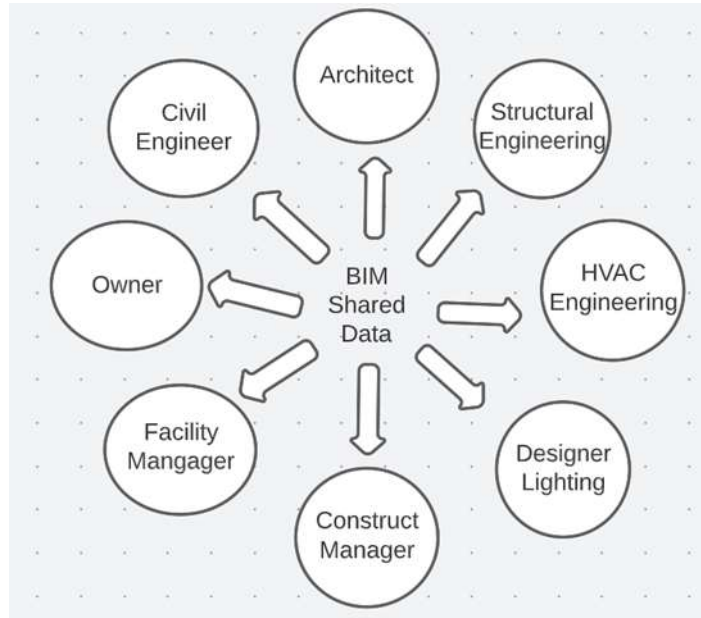 Architect
Civil
Engineer
Structural
Engineering
Owner
BIM
Shared
Data
HVAC
Engineering
Facility
Mangager
Designer
Lighting
Construct
Manager